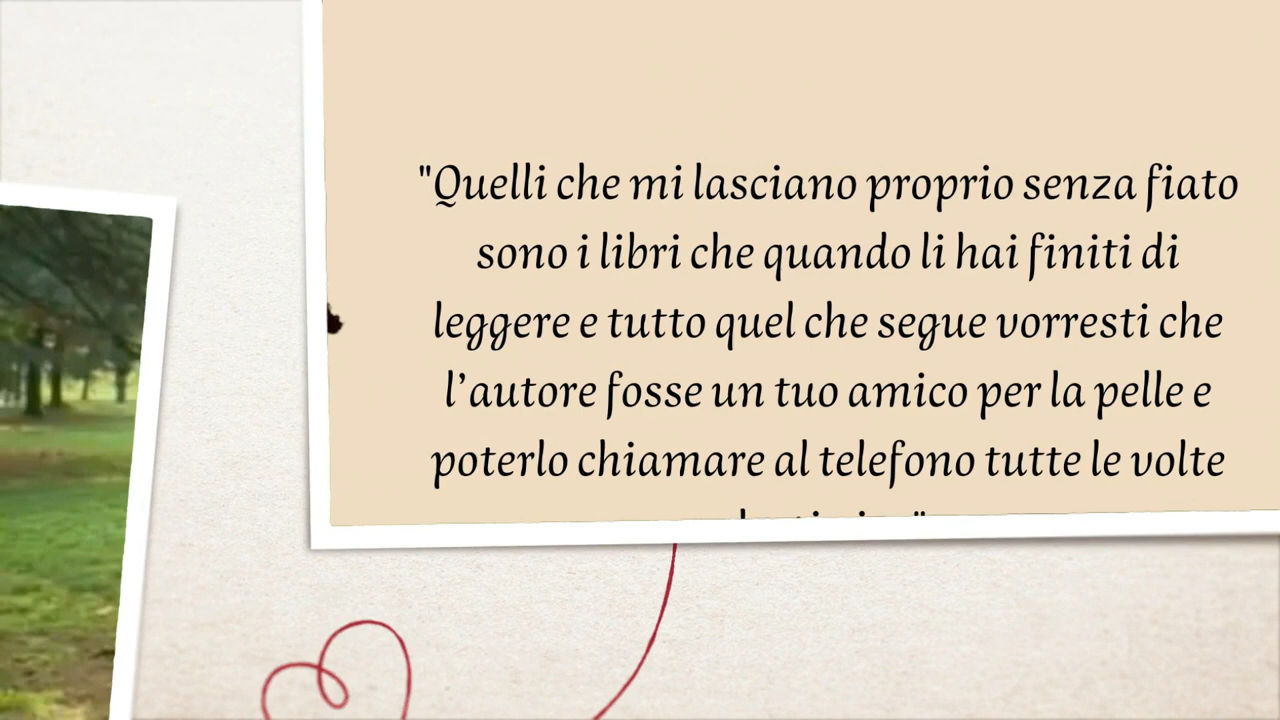 "Quelli che mi lasciano proprio senza fiato
sono i libri che quando li hai finiti di
leggere e tutto quel che segue vorresti che
l’autore fosse un tuo amico per la pelle e
poterlo chiamare al telefono tutte le volte